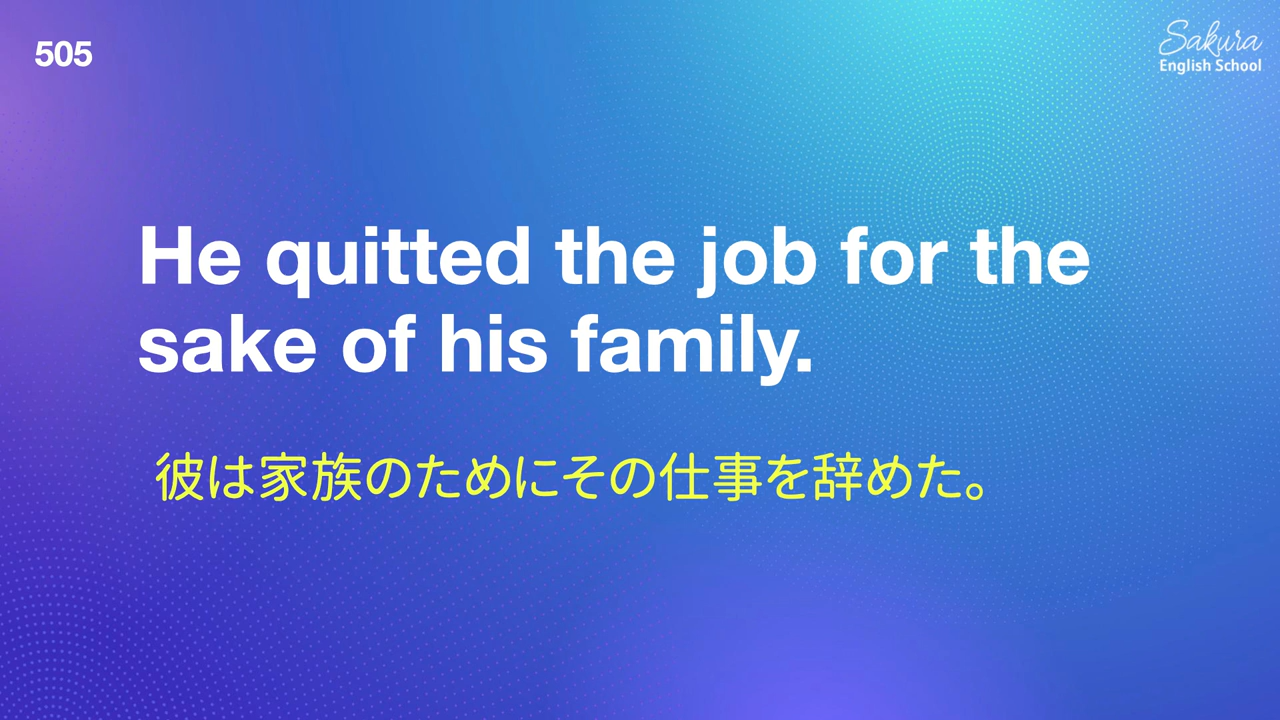 505
Sakura
English School
He quitted the job for the
sake of his family.
彼は家族のためにその仕事を辞めた。